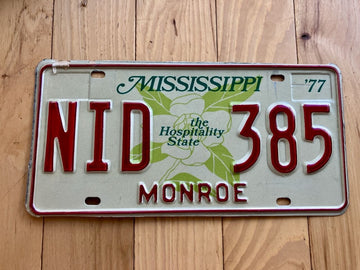 MISSISSIPPI '77
NID 385
the
Hospitality
State
MONROE